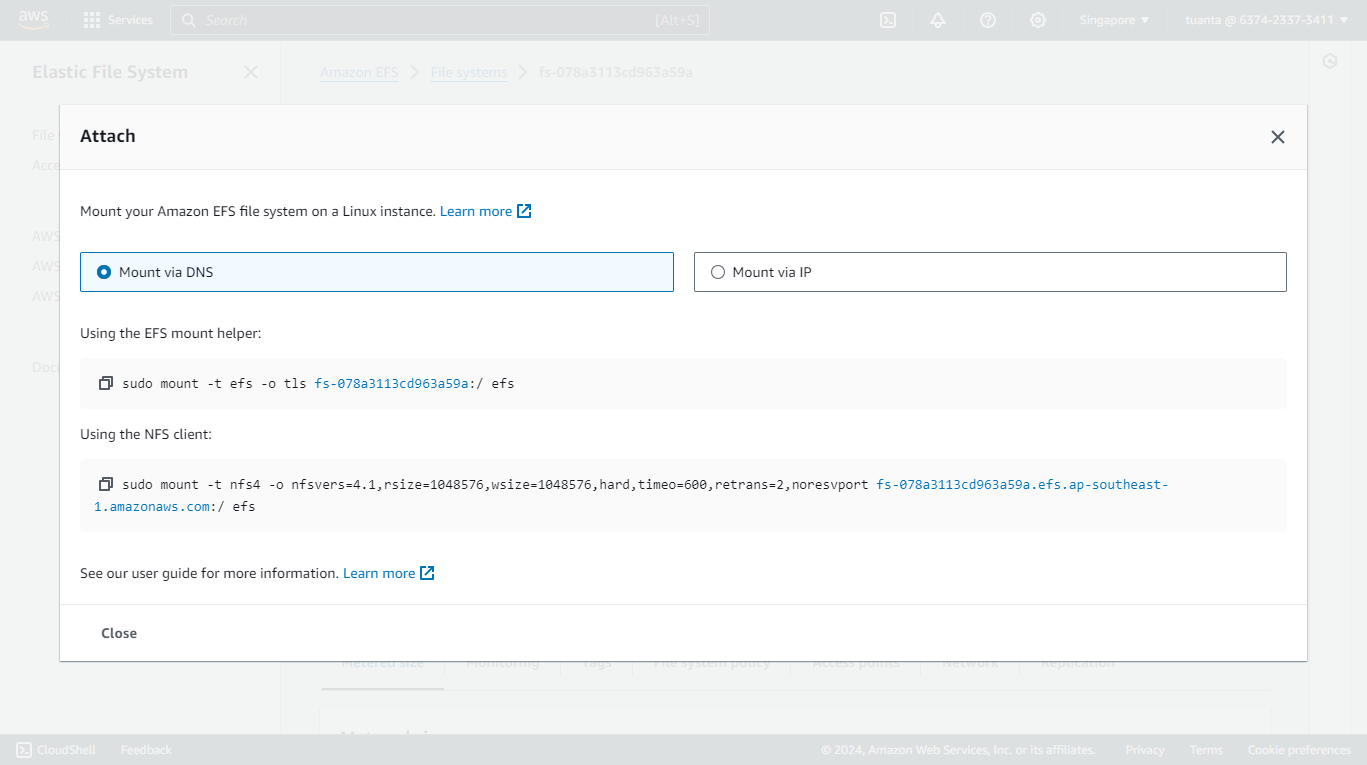 aws
Services
Search
[Alt+S]
Singapore
tuanta @ 6374-2337-3411
Elastic File System
Amazon EFS
File systems
fs-078a3113cd963a59a
File
Acce
AWS
AWS
AWS
Attach
Mount your Amazon EFS file system on a Linux instance. Learn more
Mount via DNS
Mount via IP
Using the EFS mount helper:
sudo mount -t efs -o tls fs-078a3113cd963a59a:/ efs
Using the NFS client:
sudo mount -t nfs4 -o nfsvers=4.1,rsize=1048576,wsize=1048576,hard,timeo=600,retrans=2,noresvport fs-078a3113cd963a59a.efs.ap-southeast-
1.amazonaws.com:/ efs
See our user guide for more information. Learn more
Close
Metered size
Monitoring
Tags
File system policy
Access points
Network
Replication
CloudShell
Feedback
© 2024, Amazon Web Services, Inc. or its affiliates.
Privacy
Terms
Cookie preferences